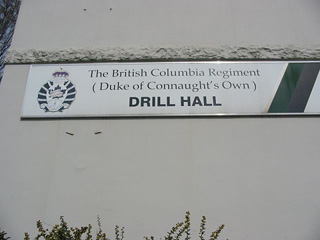 The British Columbia Regiment
( Duke of Connaught's Own )
DRILL HALL